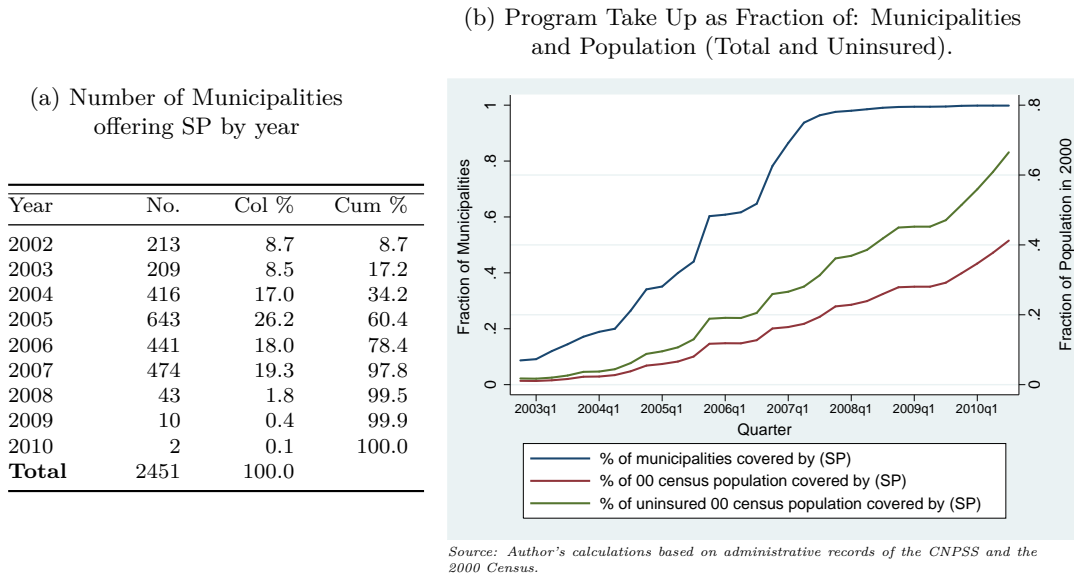 (a) Number of Municipalities
offering SP by year
Year No. Col % Cum %
2002 213 8.7 8.7
2003 209 8.5 17.2
2004 416 17.0 34.2
2005 643 26.2 60.4
2006 441 18.0 78.4
2007 474 19.3 97.8
2008 43 1.8 99.5
2009 10 0.4 99.9
2010 2 0.1 100.0
Total 2451 100.0
(b) Program Take Up as Fraction of: Municipalities
and Population (Total and Uninsured).
Fraction of Municipalities
1
.8
.6
.4
.2
0
Fraction of Population in 2000
.8
.6
.4
.2
0
2003q1 2004q1 2005q1 2006q1 2007q1 2008q1 2009q1 2010q1
Quarter
% of municipalities covered by (SP)
% of 00 census population covered by (SP)
% of uninsured 00 census population covered by (SP)
Source: Author's calculations based on administrative records of the CNPSS and the
2000 Census.